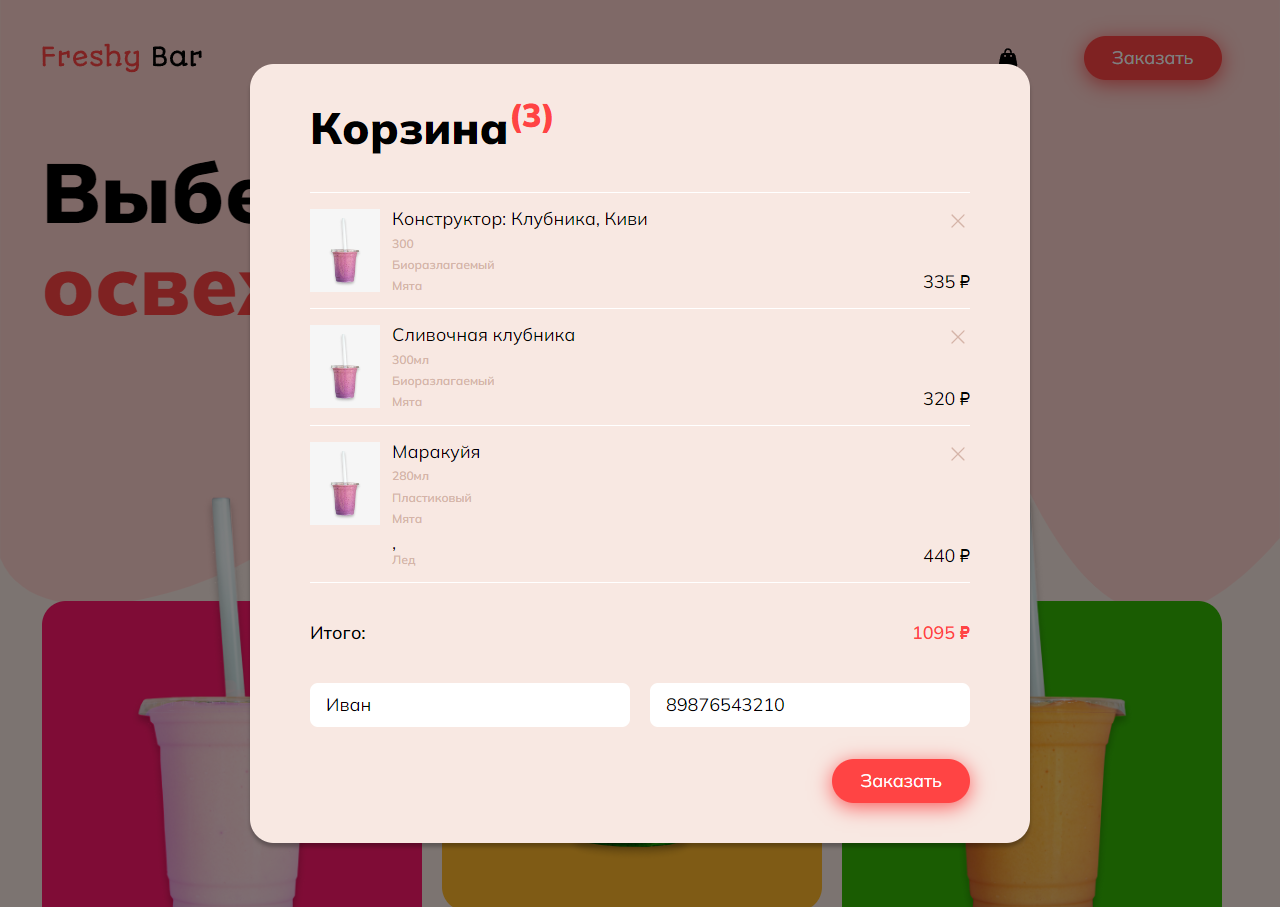 Freshy Bar
Заказать
Выбе
осве
Корзина(3)
Конструктор: Клубника, Киви
300
Биоразлагаемый
Мята
335 ₽
Сливочная клубника
300мл
Биоразлагаемый
Мята
320 ₽
Маракуйя
280мл
Пластиковый
Мята
,
Лед
440 ₽
Итого:
1095 ₽
Иван
89876543210
Заказать